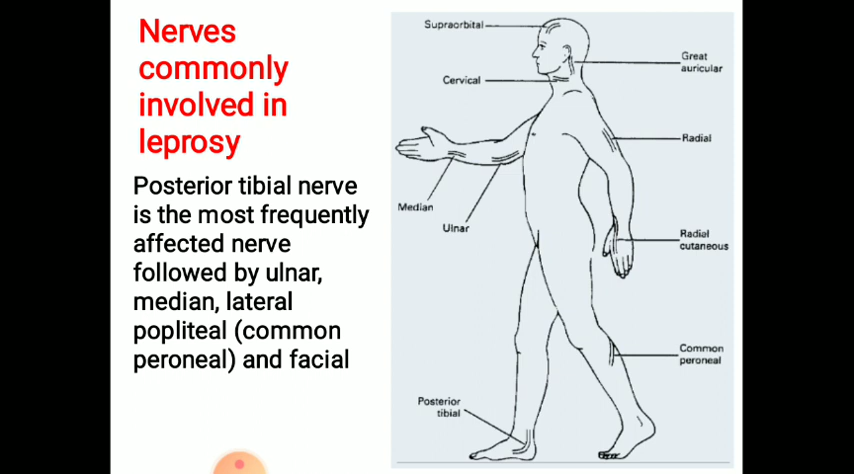 Nerves
commonly
involved in
leprosy
Posterior tibial nerve
is the most frequently
affected nerve
followed by ulnar,
median, lateral
popliteal (common
peroneal) and facial
Supraorbital
Great
auricular
Cervical
Radial
Median
Ulnar
Radial
cutaneous
Common
peroneal
Posterior
tibial